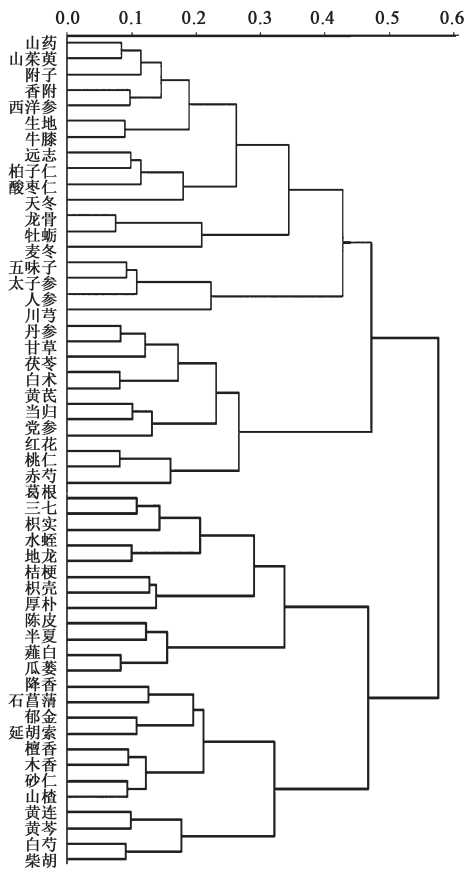 0.0 0.1 0.2 0.3 0.4 0.5 0.6
山药
山茱萸
附子
香附
西洋参
生地
牛膝
远志
柏子仁
酸枣仁
天冬
龙骨
牡蛎
麦冬
五味子
太子参
人参
川芎
丹参
甘草
茯苓
白术
黄芪
当归
党参
红花
桃仁
赤芍
葛根
三七
枳实
水蛭
地龙
桔梗
枳壳
厚朴
陈皮
半夏
薤白
瓜蒌
降香
石菖蒲
郁金
延胡索
檀香
木香
砂仁
山楂
黄连
黄芩
白芍
柴胡